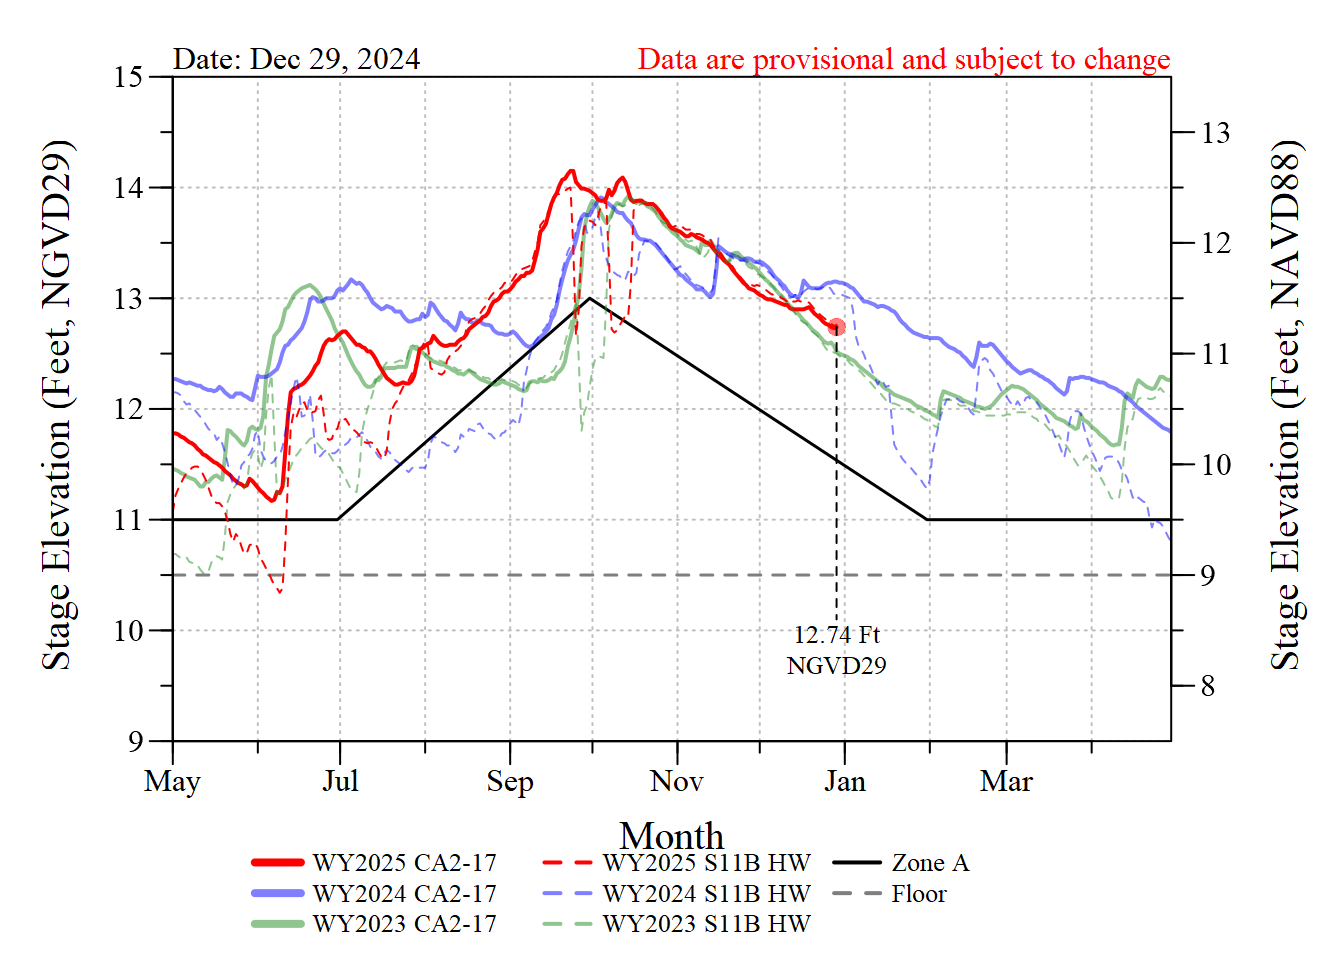 Date: Dec 29, 2024
Data are provisional and subject to change
15
14
13
12
11
10
9
Stage Elevation (Feet, NGVD29)
13
12
11
10
9
8
Stage Elevation (Feet, NAVD88)
12.74 Ft
NGVD29
May Jul Sep Nov Jan Mar
Month
WY2025 CA2-17 WY2025 S11B HW Zone A
WY2024 CA2-17 WY2024 S11B HW Floor
WY2023 CA2-17 WY2023 S11B HW